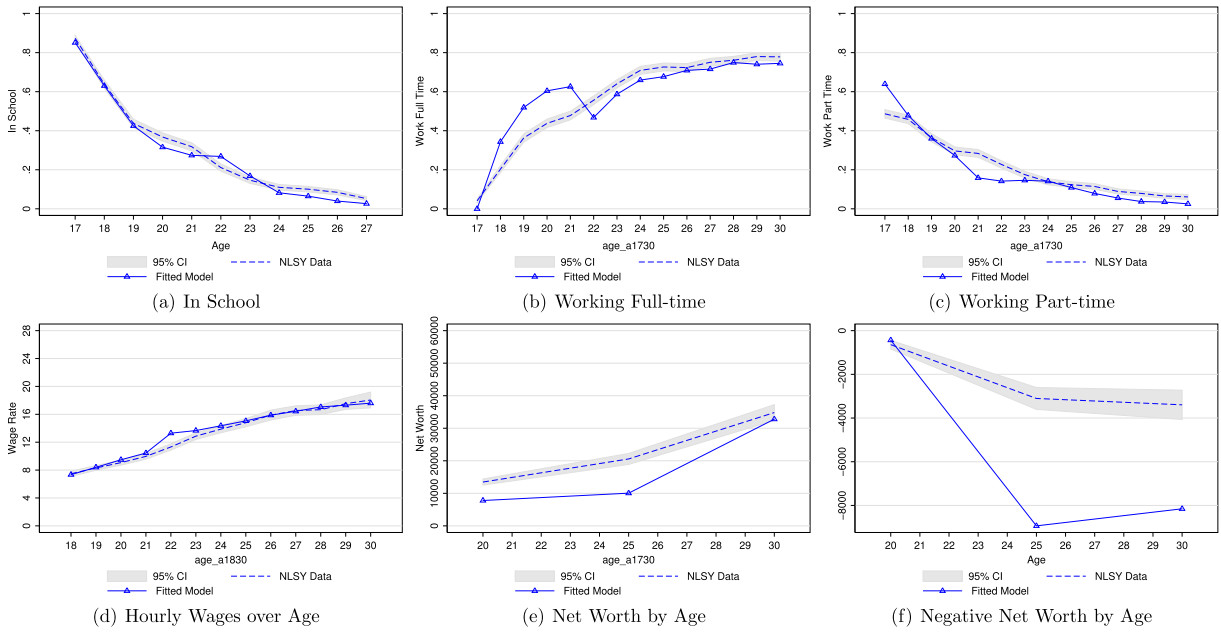 In School
0 .2 .4 .6 .8 1
17 18 19 20 21 22 23 24 25 26 27
Age
95% CI NLSY Data
Fitted Model
(a) In School
Work Full Time
0 .2 .4 .6 .8 1
17 18 19 20 21 22 23 24 25 26 27 28 29 30
age_a1730
95% CI NLSY Data
Fitted Model
(b) Working Full-time
Work Part Time
0 .2 .4 .6 .8 1
17 18 19 20 21 22 23 24 25 26 27 28 29 30
age_a1730
95% CI NLSY Data
Fitted Model
(c) Working Part-time
Wage Rate
0 4 8 12 16 20 24 28
18 19 20 21 22 23 24 25 26 27 28 29 30
age_a1830
95% CI NLSY Data
Fitted Model
(d) Hourly Wages over Age
Net Worth
0 10000 20000 30000 40000 50000 60000
20 21 22 23 24 25 26 27 28 29 30
age_a1730
95% CI NLSY Data
Fitted Model
(e) Net Worth by Age
−8000 −6000 −4000 −2000 0
20 21 22 23 24 25 26 27 28 29 30
Age
95% CI NLSY Data
Fitted Model
(f) Negative Net Worth by Age